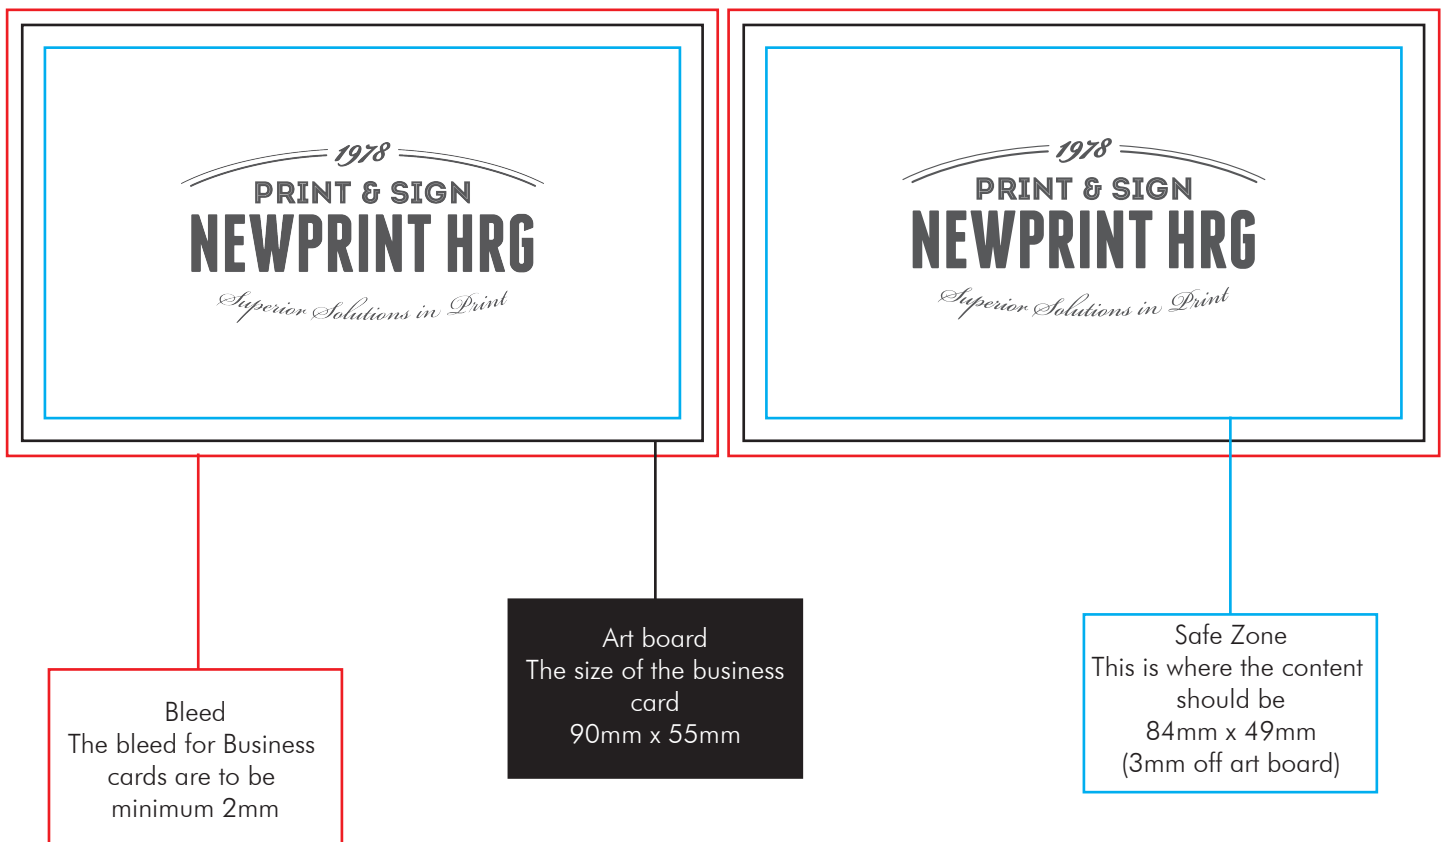 1978
PRINT & SIGN
NEWPRINT HRG
Superior Solutions in Print
1978
PRINT & SIGN
NEWPRINT HRG
Superior Solutions in Print
Bleed
The bleed for Business
cards are to be
minimum 2mm
Art board
The size of the business
card
90mm x 55mm
Safe Zone
This is where the content
should be
84mm x 49mm
(3mm off art board)